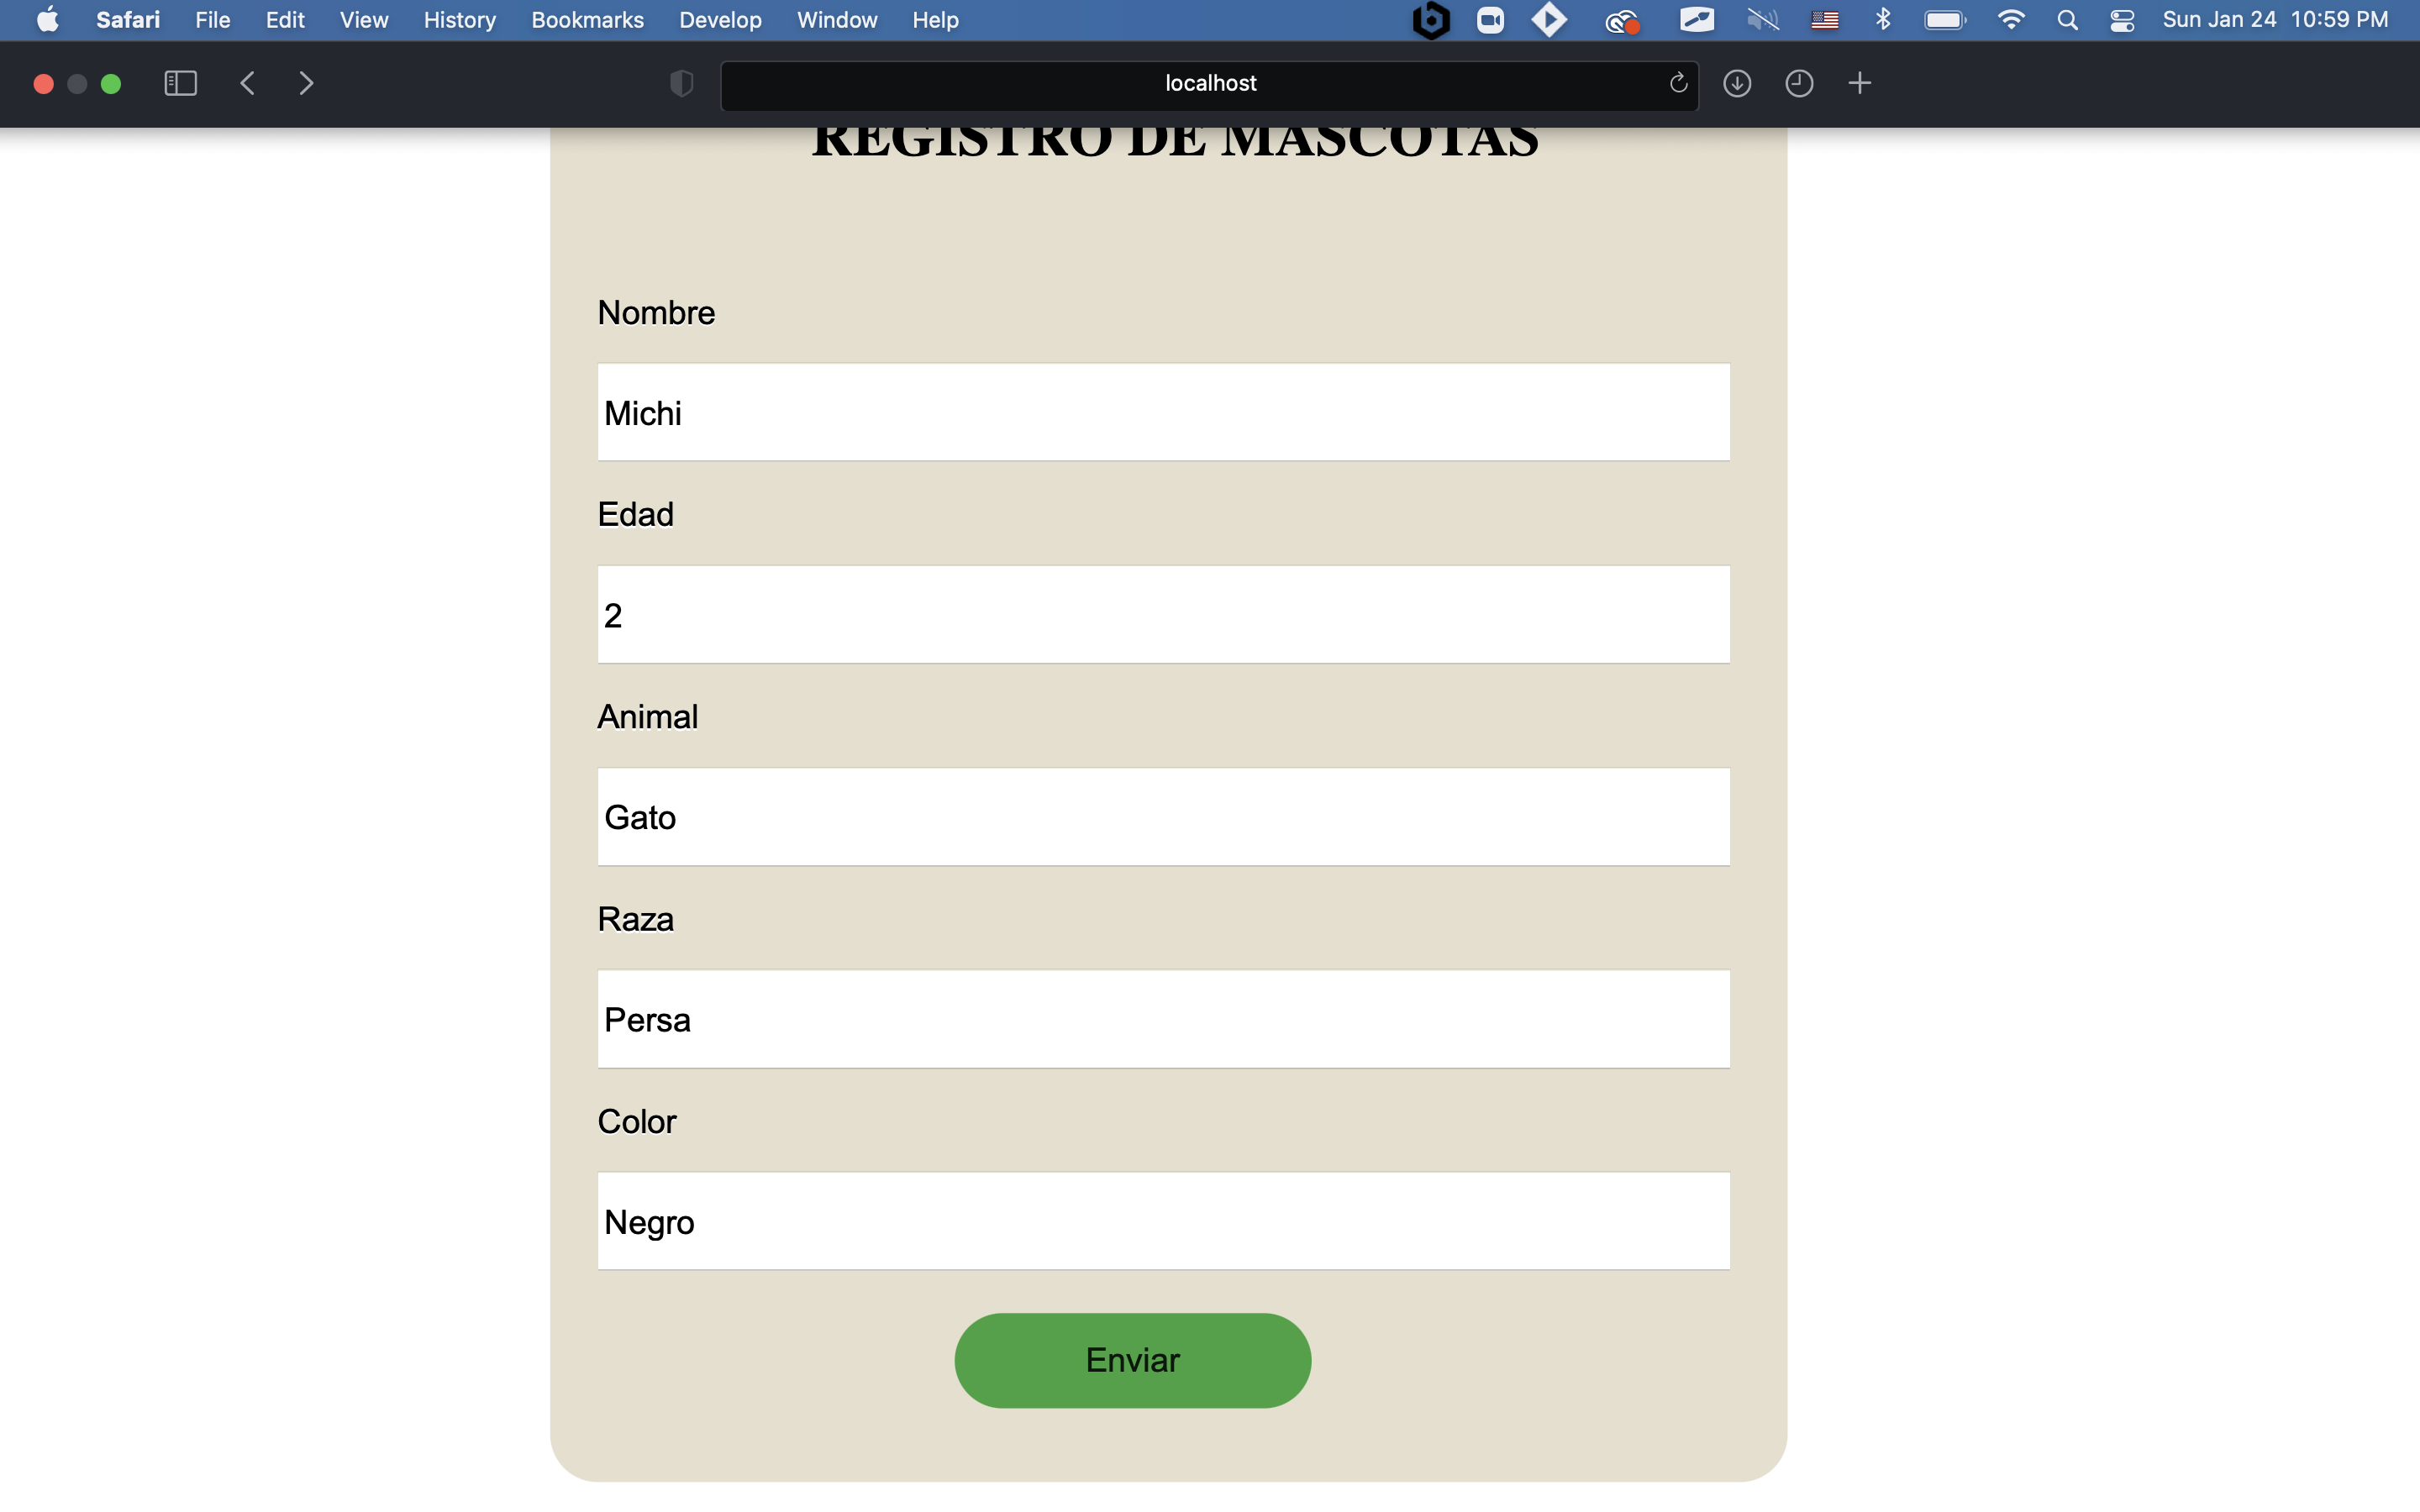 Safari File Edit View History Bookmarks Develop Window Help Sun Jan 24 10:59 PM
localhost
REGISTRO DE MASCOTAS
Nombre
Michi
Edad
2
Animal
Gato
Raza
Persa
Color
Negro
Enviar